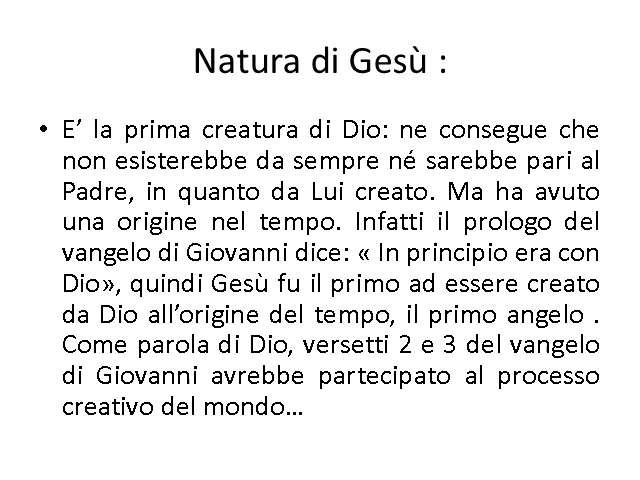 Natura di Gesù :
• E’ la prima creatura di Dio: ne consegue che
non esisterebbe da sempre né sarebbe pari al
Padre, in quanto da Lui creato. Ma ha avuto
una origine nel tempo. Infatti il prologo del
vangelo di Giovanni dice: « In principio era con
Dio», quindi Gesù fu il primo ad essere creato
da Dio all’origine del tempo, il primo angelo .
Come parola di Dio, versetti 2 e 3 del vangelo
di Giovanni avrebbe partecipato al processo
creativo del mondo…